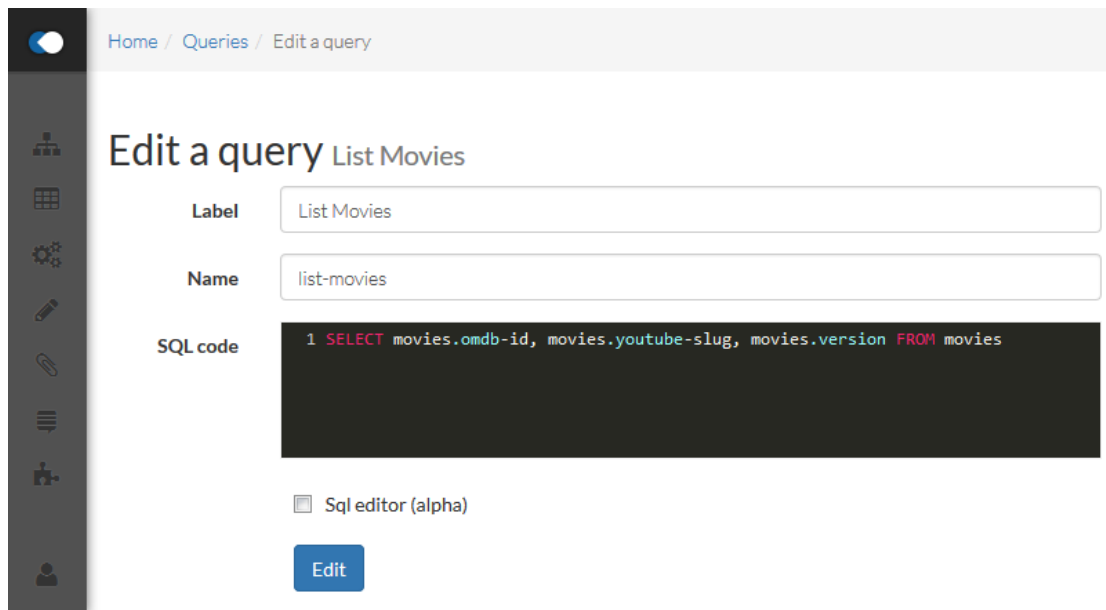 Home / Queries / Edit a query
Edit a query List Movies
Label List Movies
Name list-movies
SQL code
1 SELECT movies.omdb-id, movies.youtube-slug, movies.version FROM movies
Sql editor (alpha)
Edit